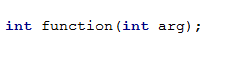 int function(int arg);